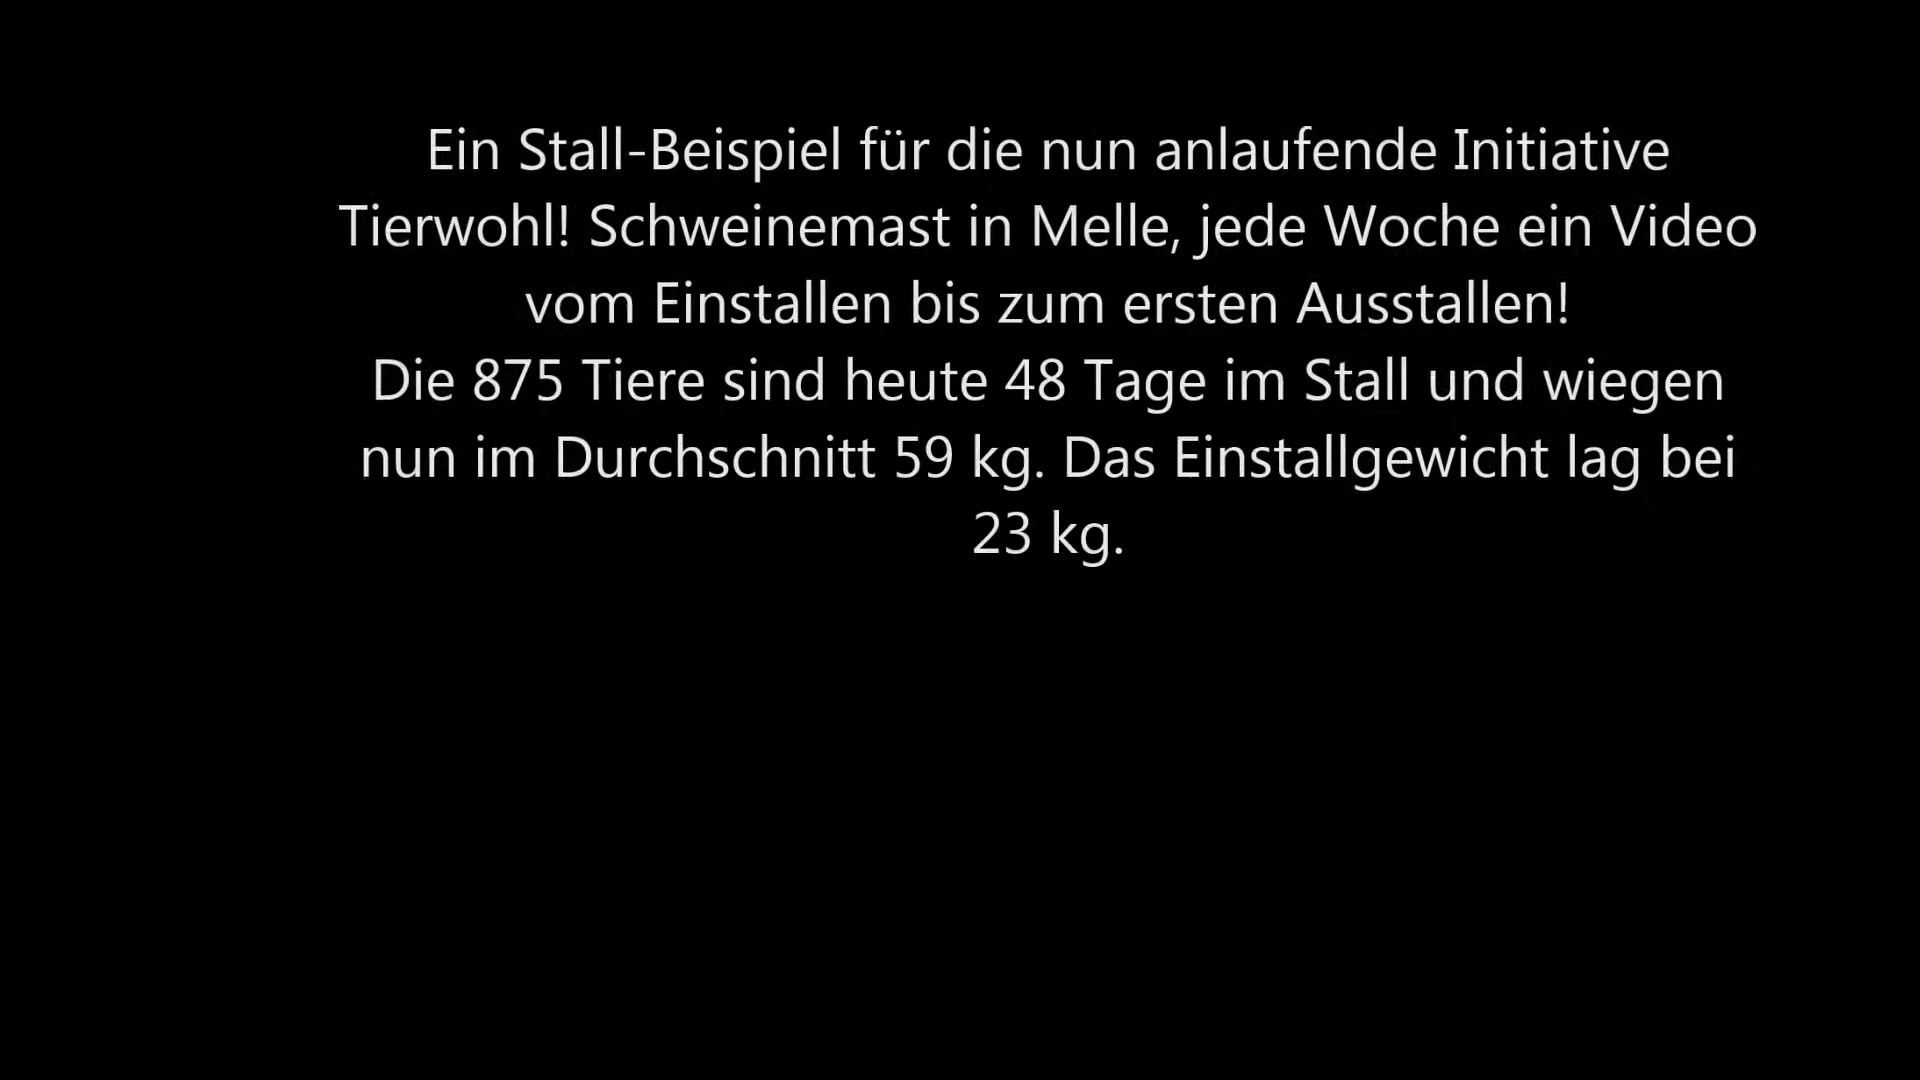 Ein Stall-Beispiel für die nun anlaufende Initiative
Tierwohl! Schweinemast in Melle, jede Woche ein Video
vom Einstallen bis zum ersten Ausstallen!
Die 875 Tiere sind heute 48 Tage im Stall und wiegen
nun im Durchschnitt 59 kg. Das Einstallgewicht lag bei
23 kg.